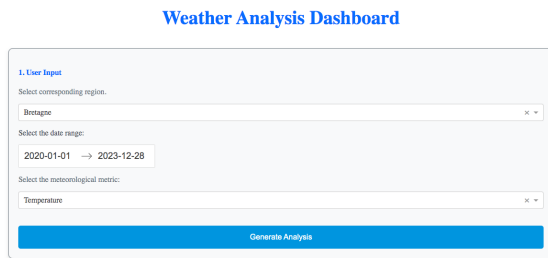 Weather Analysis Dashboard
1. User Input
Select corresponding region.
Bretagne
Select the date range:
2020-01-01 → 2023-12-28
Select the meteorological metric:
Temperature
Generate Analysis